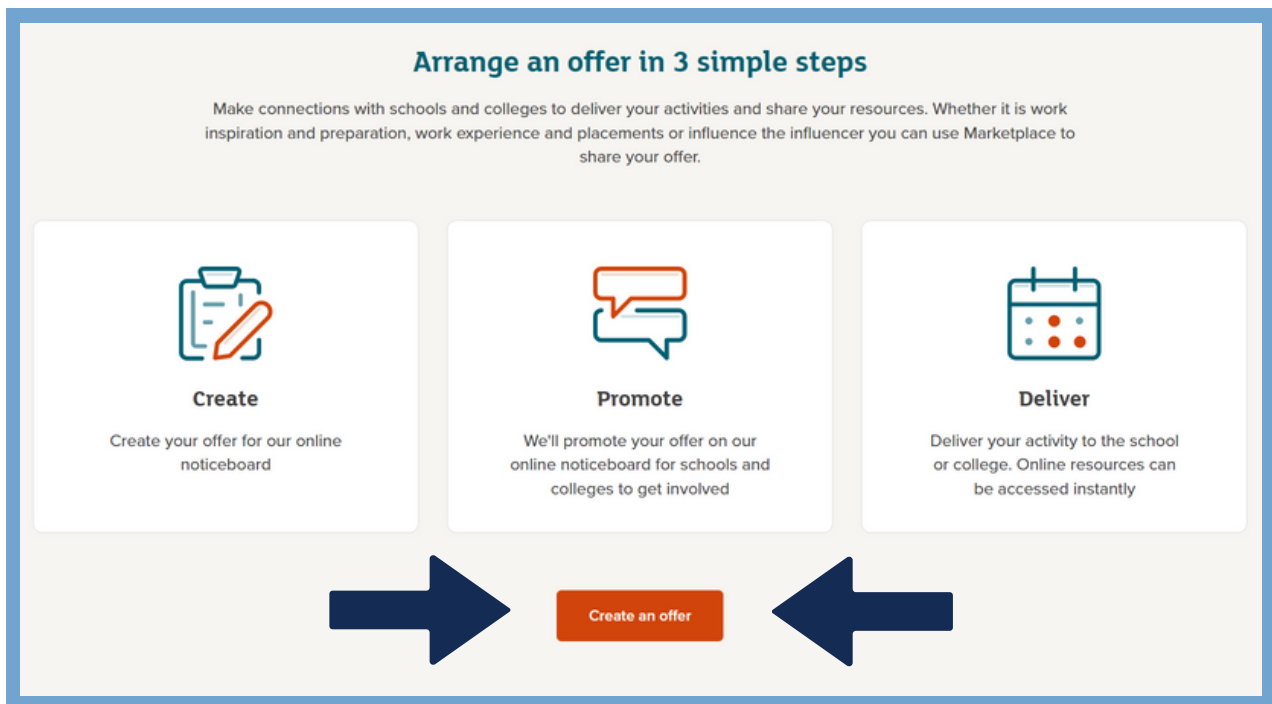 Arrange an offer in 3 simple steps
Make connections with schools and colleges to deliver your activities and share your resources. Whether it is work
inspiration and preparation, work experience and placements or influence the influencer you can use Marketplace to
share your offer.
Create
Create your offer for our online
noticeboard
Promote
We'll promote your offer on our
online noticeboard for schools and
colleges to get involved
Deliver
Deliver your activity to the school
or college. Online resources can
be accessed instantly
Create an offer